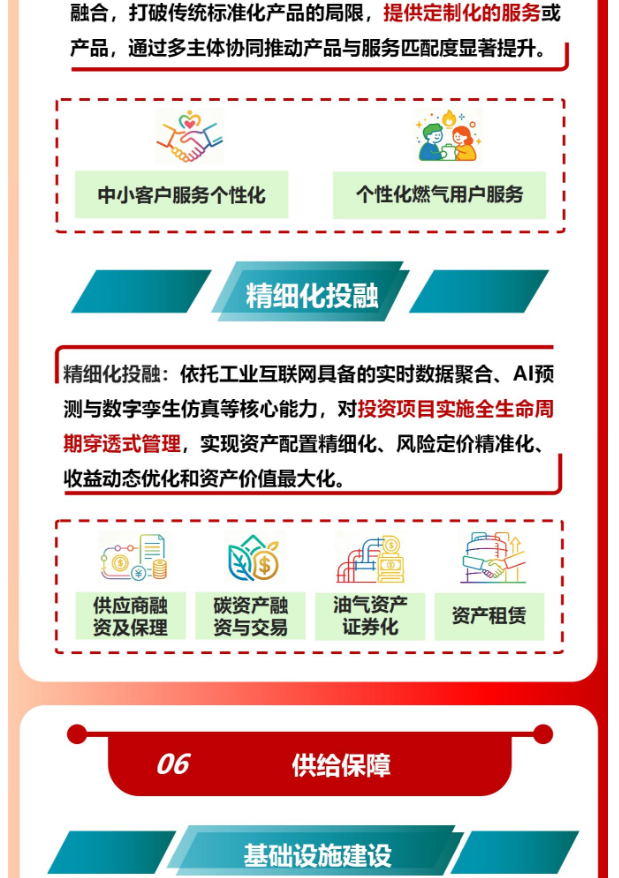 融合，打破传统标准化产品的局限，提供定制化的服务或
产品，通过多主体协同推动产品与服务匹配度显著提升。
中小客户服务个性化
个性化燃气用户服务
精细化投融
精细化投融：依托工业互联网具备的实时数据聚合、AI预
测与数字孪生仿真等核心能力，对投资项目实施全生命周
期穿透式管理，实现资产配置精细化、风险定价精准化、
收益动态优化和资产价值最大化。
供应商融
资及保理
碳资产融
资与交易
油气资产
证券化
资产租赁
06 供给保障
基础设施建设